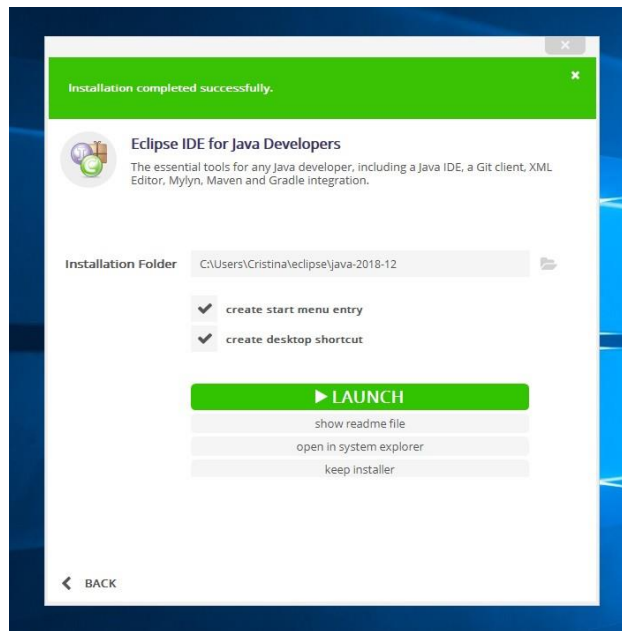 Installation completed successfully.
Eclipse IDE for Java Developers
The essential tools for any Java developer, including a Java IDE, a Git client, XML
Editor, Mylyn, Maven and Gradle integration.
Installation Folder C:\Users\Cristina\eclipse\java-2018-12
create start menu entry
create desktop shortcut
LAUNCH
show readme file
open in system explorer
keep installer
BACK